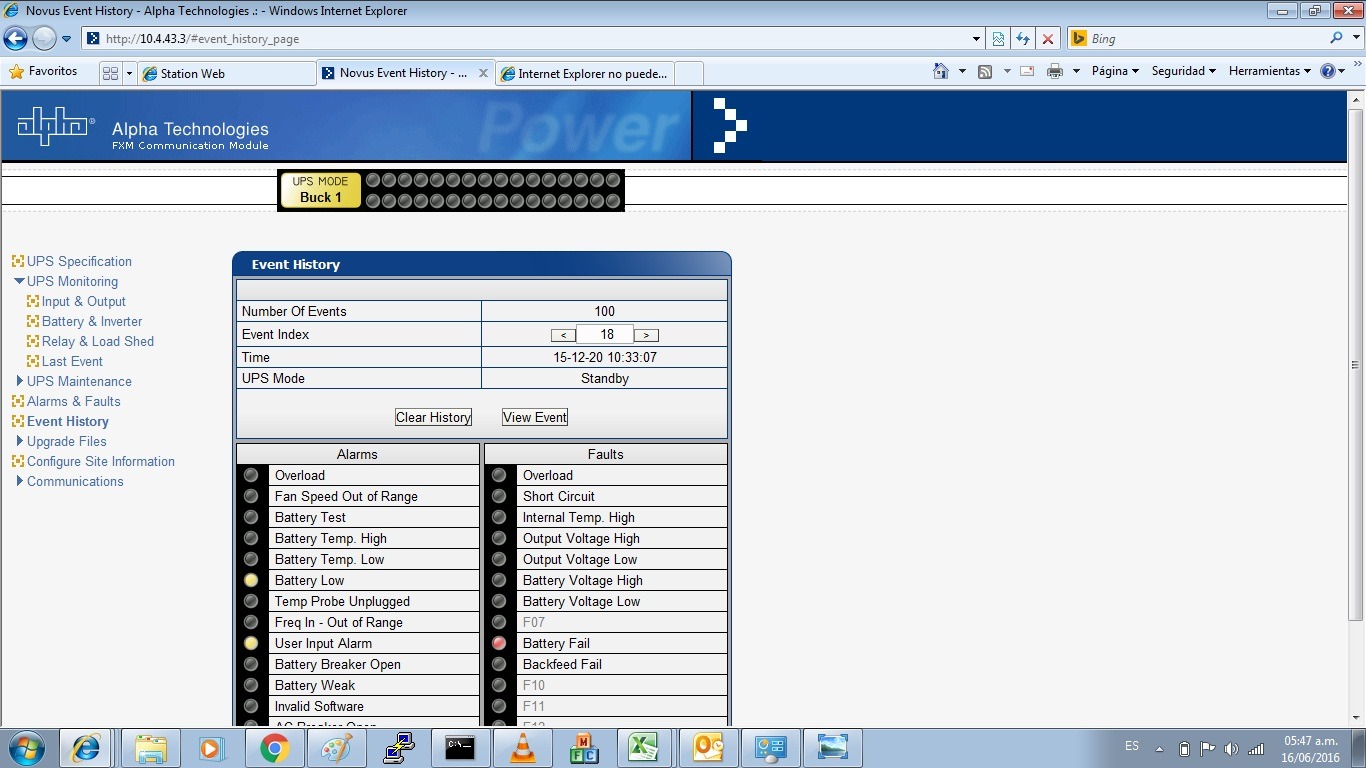 Novus Event History - Alpha Technologies .: - Windows Internet Explorer
http://10.4.43.3/#event_history_page
Bing
Favoritos
Station Web
Novus Event History - ...
Internet Explorer no puede...
Página
Seguridad
Herramientas
alpha®
Alpha Technologies
FXM Communication Module
Power
UPS MODE
Buck 1
UPS Specification
UPS Monitoring
Input & Output
Battery & Inverter
Relay & Load Shed
Last Event
UPS Maintenance
Alarms & Faults
Event History
Upgrade Files
Configure Site Information
Communications
Event History
Number Of Events 100
Event Index < 18 >
Time 15-12-20 10:33:07
UPS Mode Standby
Clear History View Event
Alarms Faults
Overload Overload
Fan Speed Out of Range Short Circuit
Battery Test Internal Temp. High
Battery Temp. High Output Voltage High
Battery Temp. Low Output Voltage Low
Battery Low Battery Voltage High
Temp Probe Unplugged Battery Voltage Low
Freq In - Out of Range F07
User Input Alarm Battery Fail
Battery Breaker Open Backfeed Fail
Battery Weak F10
Invalid Software F11
AC Breaker Open F12
C:\_
MFC
ES
05:47 a.m.
16/06/2016